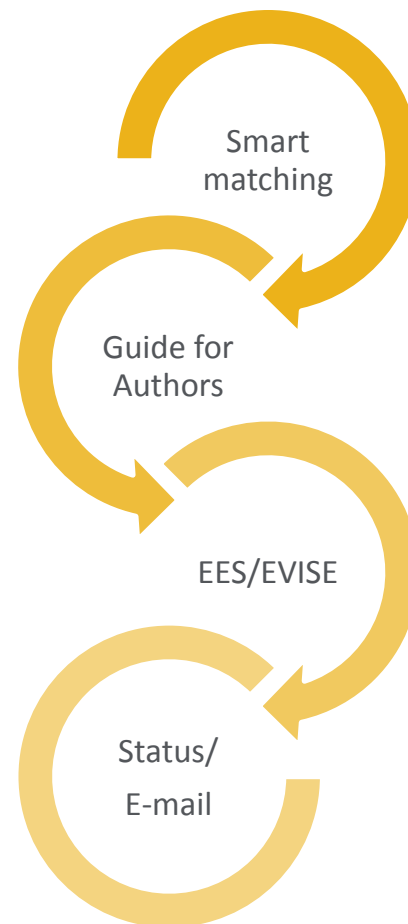 Smart
matching
Guide for
Authors
EES/EVISE
Status/
E-mail